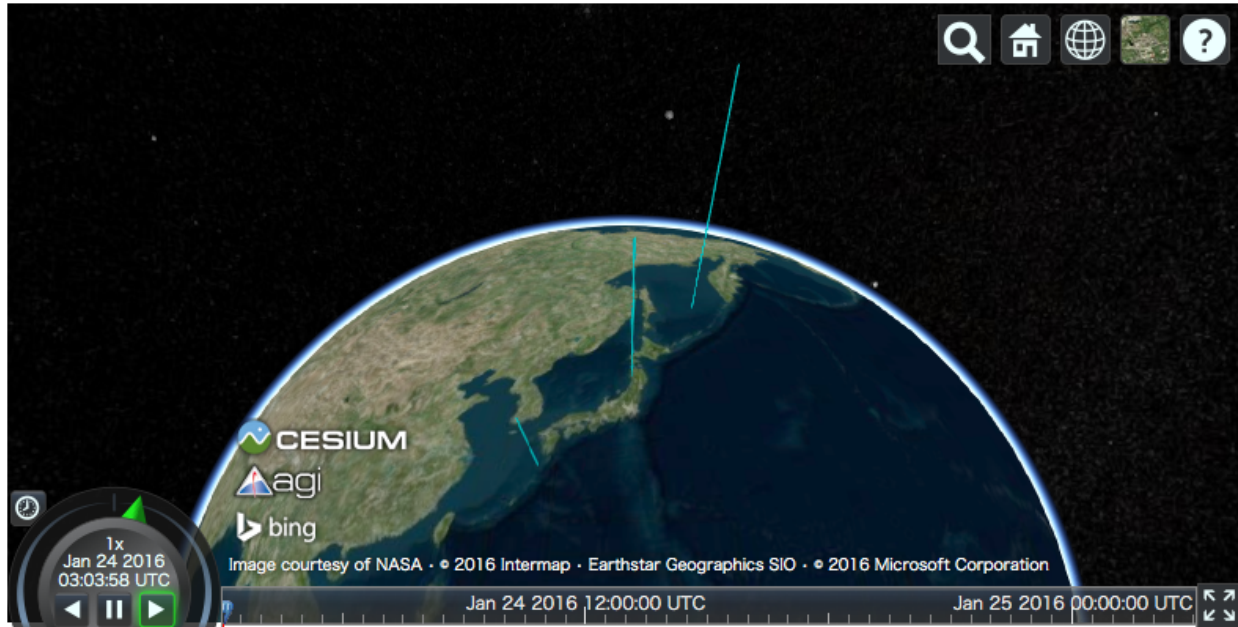 ?
CESIUM
agi
bing
Image courtesy of NASA · © 2016 Intermap · Earthstar Geographics SIO · © 2016 Microsoft Corporation
1x
Jan 24 2016
03:03:58 UTC
Jan 24 2016 12:00:00 UTC
Jan 25 2016 00:00:00 UTC